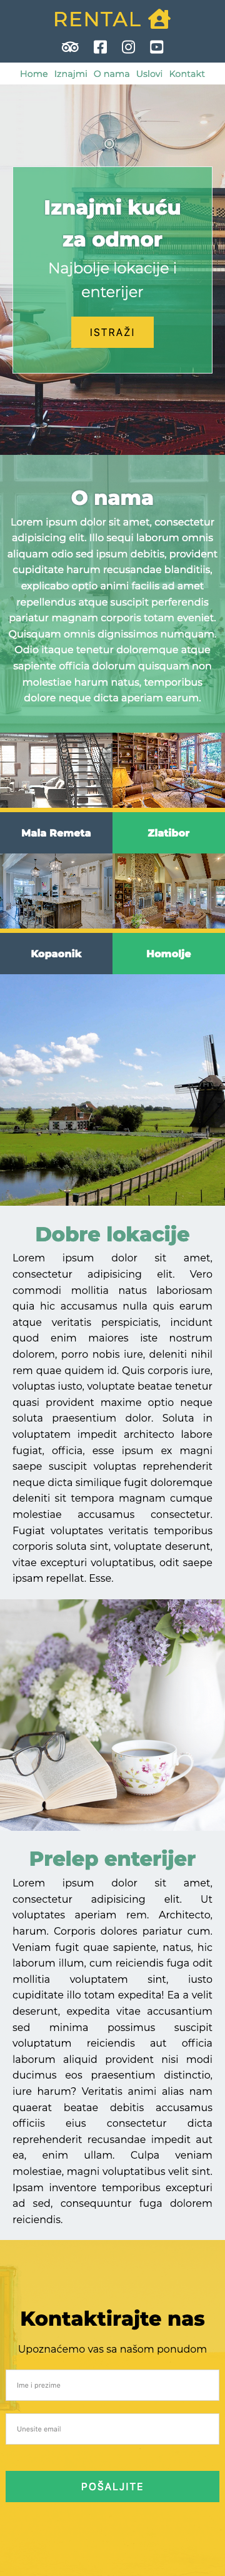 RENTAL
Home Iznajmi O nama Uslovi Kontakt
Iznajmi kuću
za odmor
Najbolje lokacije i
enterijer
ISTRAŽI
O nama
Lorem ipsum dolor sit amet, consectetur
adipisicing elit. Illo sequi laborum omnis
aliquam odio sed ipsum debitis, provident
cupiditate harum recusandae blanditiis,
explicabo optio animi facilis ad amet
repellendus atque suscipit perferendis
pariatur magnam corporis totam eveniet.
Quisquam omnis dignissimos numquam.
Odio itaque tenetur doloremque atque
sapiente officia dolorum quisquam non
molestiae harum natus, temporibus
dolore neque dicta aperiam earum.
Mala Remeta
Zlatibor
Kopaonik
Homolje
Dobre lokacije
Lorem ipsum dolor sit amet,
consectetur adipisicing elit. Vero
commodi mollitia natus laboriosam
quia hic accusamus nulla quis earum
atque veritatis perspiciatis, incidunt
quod enim maiores iste nostrum
dolorem, porro nobis iure, deleniti nihil
rem quae quidem id. Quis corporis iure,
voluptas iusto, voluptate beatae tenetur
quasi provident maxime optio neque
soluta praesentium dolor. Soluta in
voluptatem impedit architecto labore
fugiat, officia, esse ipsum ex magni
saepe suscipit voluptas reprehenderit
neque dicta similique fugit doloremque
deleniti sit tempora magnam cumque
molestiae accusamus consectetur.
Fugiat voluptates veritatis temporibus
corporis soluta sint, voluptate deserunt,
vitae excepturi voluptatibus, odit saepe
ipsam repellat. Esse.
Prelep enterijer
Lorem ipsum dolor sit amet,
consectetur adipisicing elit. Ut
voluptates aperiam rem. Architecto,
harum. Corporis dolores pariatur cum.
Veniam fugit quae sapiente, natus, hic
laborum illum, cum reiciendis fuga odit
mollitia voluptatem sint, iusto
cupiditate illo totam expedita! Ea a velit
deserunt, expedita vitae accusantium
sed minima possimus suscipit
voluptatum reiciendis aut officia
laborum aliquid provident nisi modi
ducimus eos praesentium distinctio,
iure harum? Veritatis animi alias nam
quaerat beatae debitis accusamus
officiis eius consectetur dicta
reprehenderit recusandae impedit aut
ea, enim ullam. Culpa veniam
molestiae, magni voluptatibus velit sint.
Ipsam inventore temporibus excepturi
ad sed, consequuntur fuga dolorem
reiciendis.
Kontaktirajte nas
Upoznaćemo vas sa našom ponudom
Ime i prezime
Unesite email
POŠALJITE